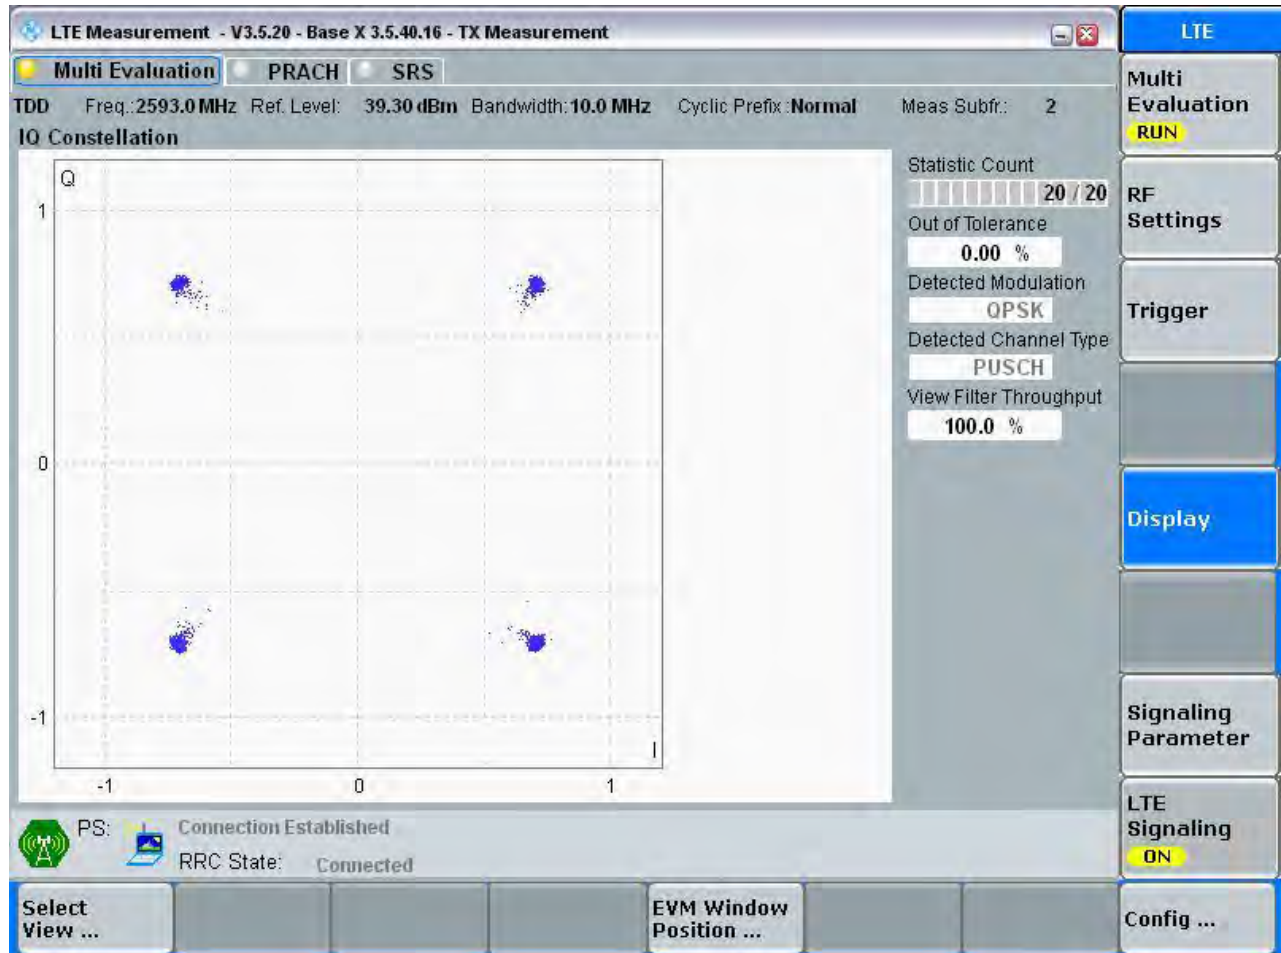 LTE Measurement - V3.5.20 - Base X 3.5.40.16 - TX Measurement
LTE
Multi Evaluation PRACH SRS
TDD Freq.:2593.0 MHz Ref. Level: 39.30 dBm Bandwidth:10.0 MHz Cyclic Prefix :Normal Meas Subfr.: 2
IQ Constellation
Q
1
0
-1
I
-1 0 1
Statistic Count
20 / 20
Out of Tolerance
0.00 %
Detected Modulation
QPSK
Detected Channel Type
PUSCH
View Filter Throughput
100.0 %
Multi
Evaluation
RUN
RF
Settings
Trigger
Display
Signaling
Parameter
LTE
Signaling
ON
PS: Connection Established
RRC State: Connected
Select
View ...
EVM Window
Position ...
Config ...